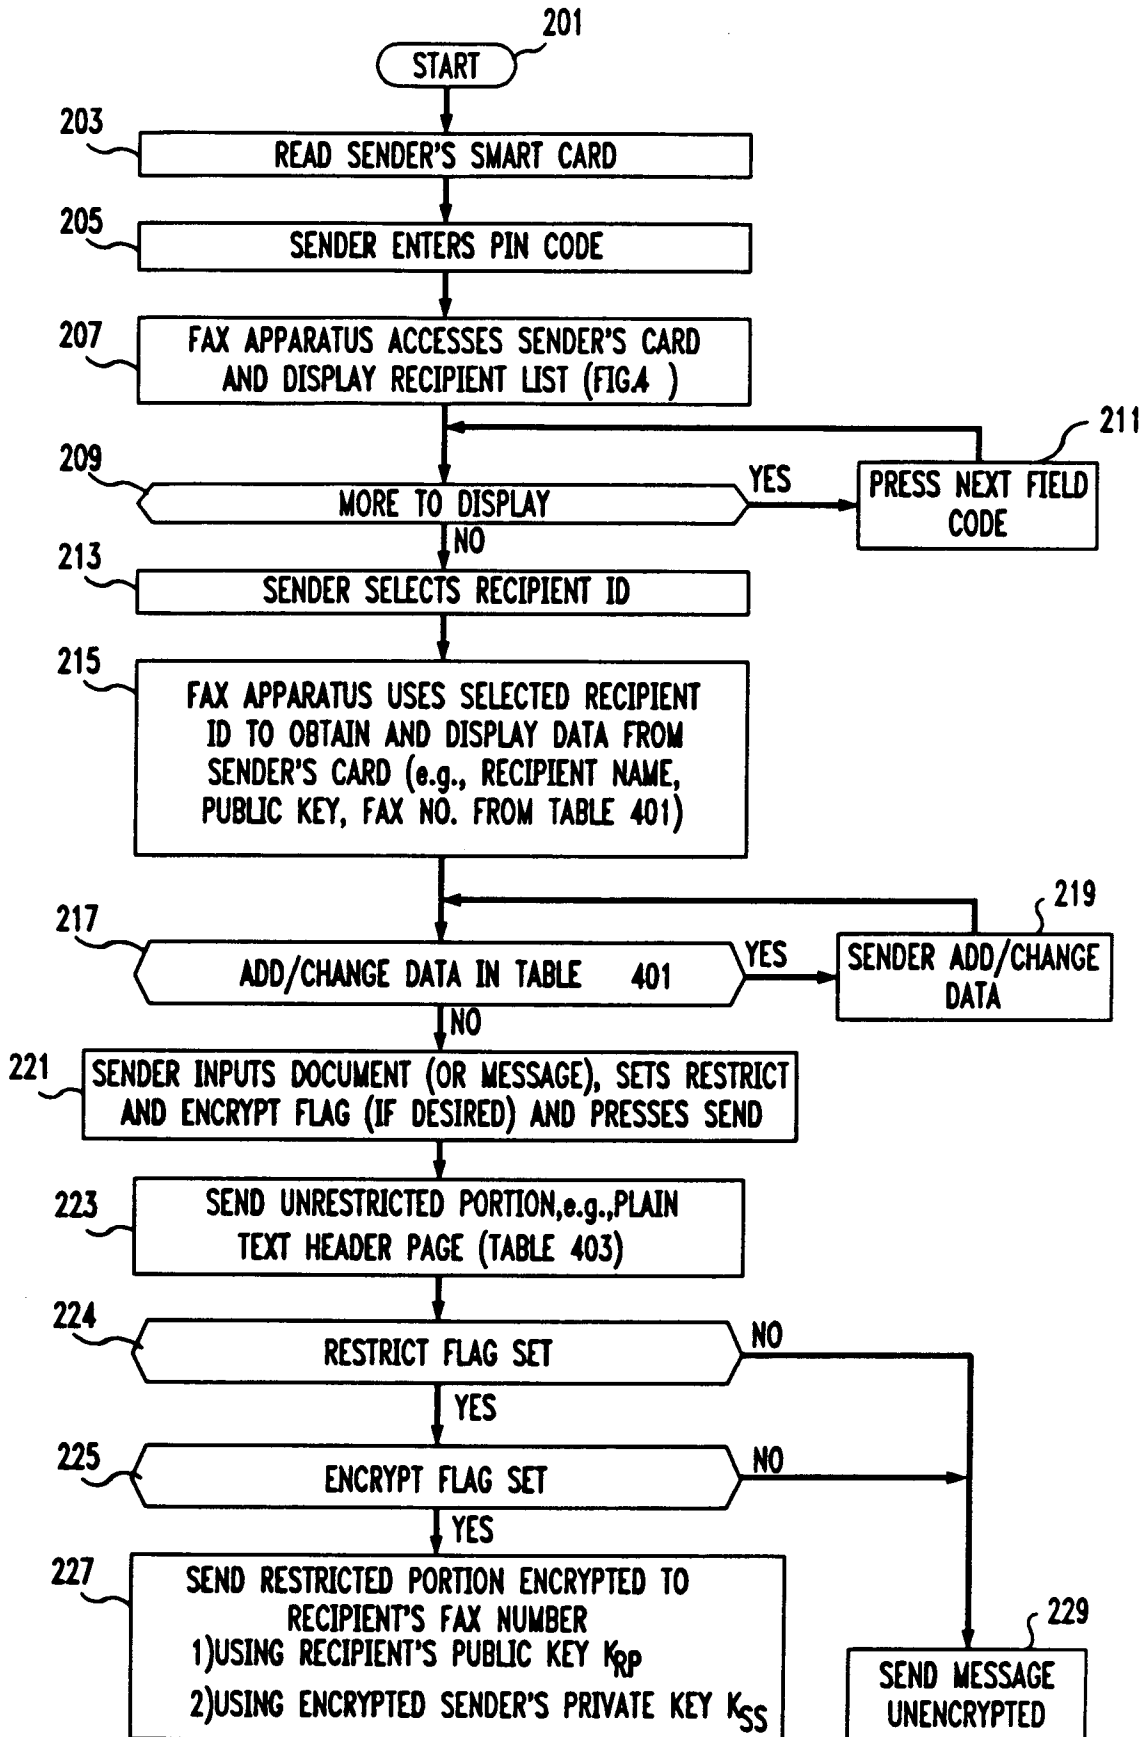 201
START
203
READ SENDER'S SMART CARD
205
SENDER ENTERS PIN CODE
207
FAX APPARATUS ACCESSES SENDER'S CARD
AND DISPLAY RECIPIENT LIST (FIG.4 )
211
209
MORE TO DISPLAY
YES
PRESS NEXT FIELD
CODE
NO
213
SENDER SELECTS RECIPIENT ID
215
FAX APPARATUS USES SELECTED RECIPIENT
ID TO OBTAIN AND DISPLAY DATA FROM
SENDER'S CARD (e.g., RECIPIENT NAME,
PUBLIC KEY, FAX NO. FROM TABLE 401)
219
217
ADD/CHANGE DATA IN TABLE 401
YES
SENDER ADD/CHANGE
DATA
NO
221
SENDER INPUTS DOCUMENT (OR MESSAGE), SETS RESTRICT
AND ENCRYPT FLAG (IF DESIRED) AND PRESSES SEND
223
SEND UNRESTRICTED PORTION,e.g.,PLAIN
TEXT HEADER PAGE (TABLE 403)
224
RESTRICT FLAG SET
NO
YES
225
ENCRYPT FLAG SET
NO
YES
227
SEND RESTRICTED PORTION ENCRYPTED TO
RECIPIENT'S FAX NUMBER
1)USING RECIPIENT'S PUBLIC KEY KRP
2)USING ENCRYPTED SENDER'S PRIVATE KEY KSS
229
SEND MESSAGE
UNENCRYPTED